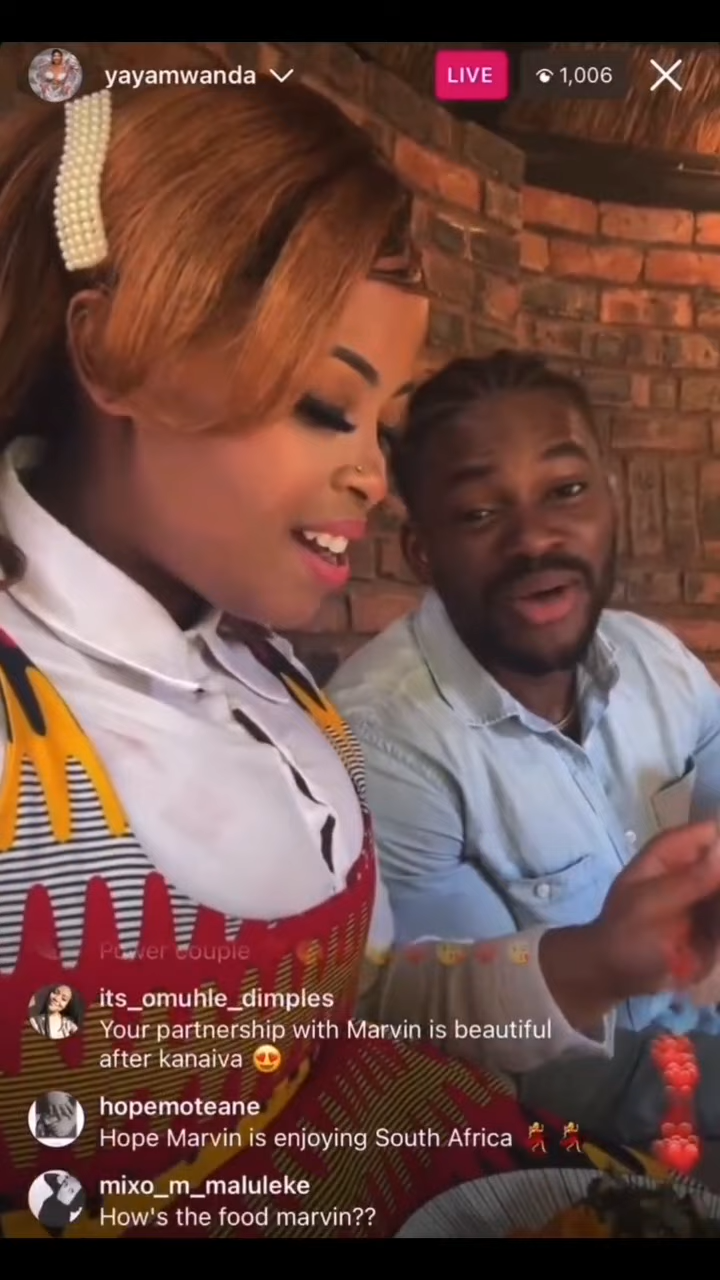 yayamwanda
LIVE
1,006
Power couple
its_omuhle_dimples
Your partnership with Marvin is beautiful
after kanaiva 😍
hopemoteane
Hope Marvin is enjoying South Africa 💃 💃
mixo_m_maluleke
How's the food marvin??